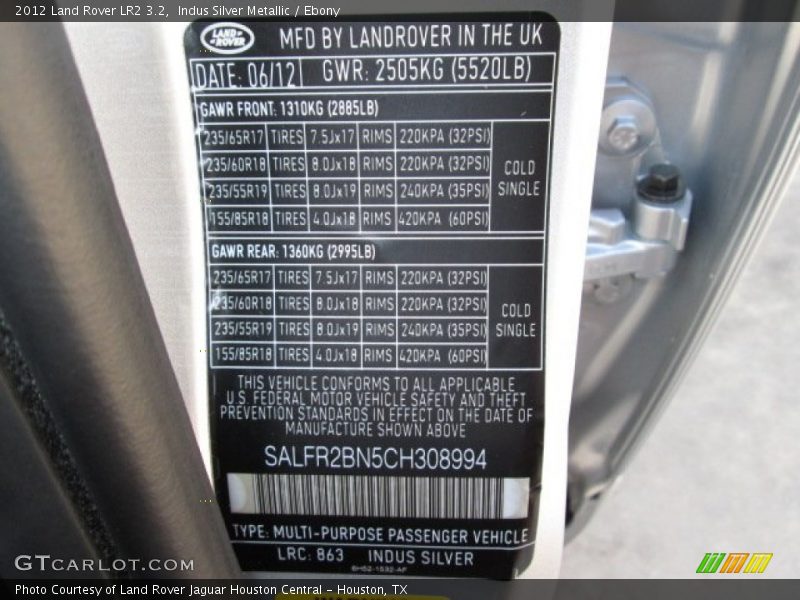 2012 Land Rover LR2 3.2, Indus Silver Metallic / Ebony
LAND-ROVER MFD BY LANDROVER IN THE UK
DATE: 06/12 GWR: 2505KG (5520LB)
GAWR FRONT: 1310KG (2885LB)
235/65R17 TIRES 7.5Jx17 RIMS 220KPA (32PSI)
235/60R18 TIRES 8.0Jx18 RIMS 220KPA (32PSI)
235/55R19 TIRES 8.0Jx19 RIMS 240KPA (35PSI)
155/85R18 TIRES 4.0Jx18 RIMS 420KPA (60PSI)
COLD
SINGLE
GAWR REAR: 1360KG (2995LB)
235/65R17 TIRES 7.5Jx17 RIMS 220KPA (32PSI)
235/60R18 TIRES 8.0Jx18 RIMS 220KPA (32PSI)
235/55R19 TIRES 8.0Jx19 RIMS 240KPA (35PSI)
155/85R18 TIRES 4.0Jx18 RIMS 420KPA (60PSI)
COLD
SINGLE
THIS VEHICLE CONFORMS TO ALL APPLICABLE
U.S. FEDERAL MOTOR VEHICLE SAFETY AND THEFT
PREVENTION STANDARDS IN EFFECT ON THE DATE OF
MANUFACTURE SHOWN ABOVE
SALFR2BN5CH308994
TYPE: MULTI-PURPOSE PASSENGER VEHICLE
LRC: 863 INDUS SILVER
6H52-1532-AF
GTCARLOT.COM
Photo Courtesy of Land Rover Jaguar Houston Central - Houston, TX